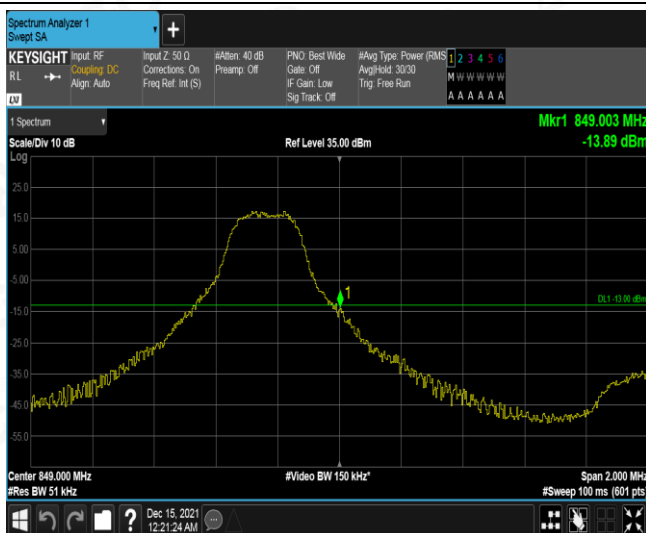 Spectrum Analyzer 1
Swept SA
+
KEYSIGHT
RL
LXI
Input: RF
Coupling: DC
Align: Auto
Input Z: 50 Ω
Corrections: On
Freq Ref: Int (S)
#Atten: 40 dB
Preamp: Off
PNO: Best Wide
Gate: Off
IF Gain: Low
Sig Track: Off
#Avg Type: Power (RMS
Avg|Hold: 30/30
Trig: Free Run
1 2 3 4 5 6
M W W W W W
A A A A A A
1 Spectrum
Scale/Div 10 dB
Ref Level 35.00 dBm
Mkr1 849.003 MHz
-13.89 dBm
Log
25.0
15.0
5.00
-5.00
-15.0
-25.0
-35.0
-45.0
-55.0
1
DL1 -13.00 dBm
Center 849.000 MHz
#Video BW 150 kHz*
Span 2.000 MHz
#Res BW 51 kHz
#Sweep 100 ms (601 pts)
?
Dec 15, 2021
12:21:24 AM